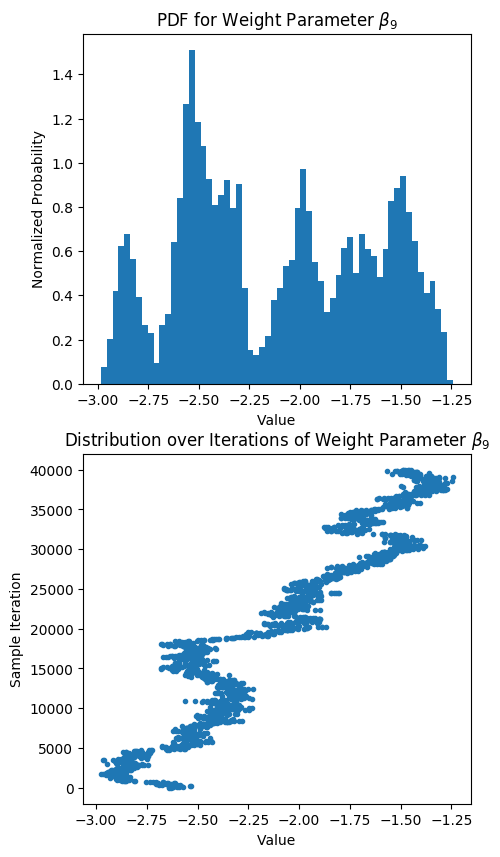 PDF for Weight Parameter β₉
Normalized Probability
1.4
1.2
1.0
0.8
0.6
0.4
0.2
0.0
−3.00 −2.75 −2.50 −2.25 −2.00 −1.75 −1.50 −1.25
Value
Distribution over Iterations of Weight Parameter β₉
Sample Iteration
40000
35000
30000
25000
20000
15000
10000
5000
0
−3.00 −2.75 −2.50 −2.25 −2.00 −1.75 −1.50 −1.25
Value